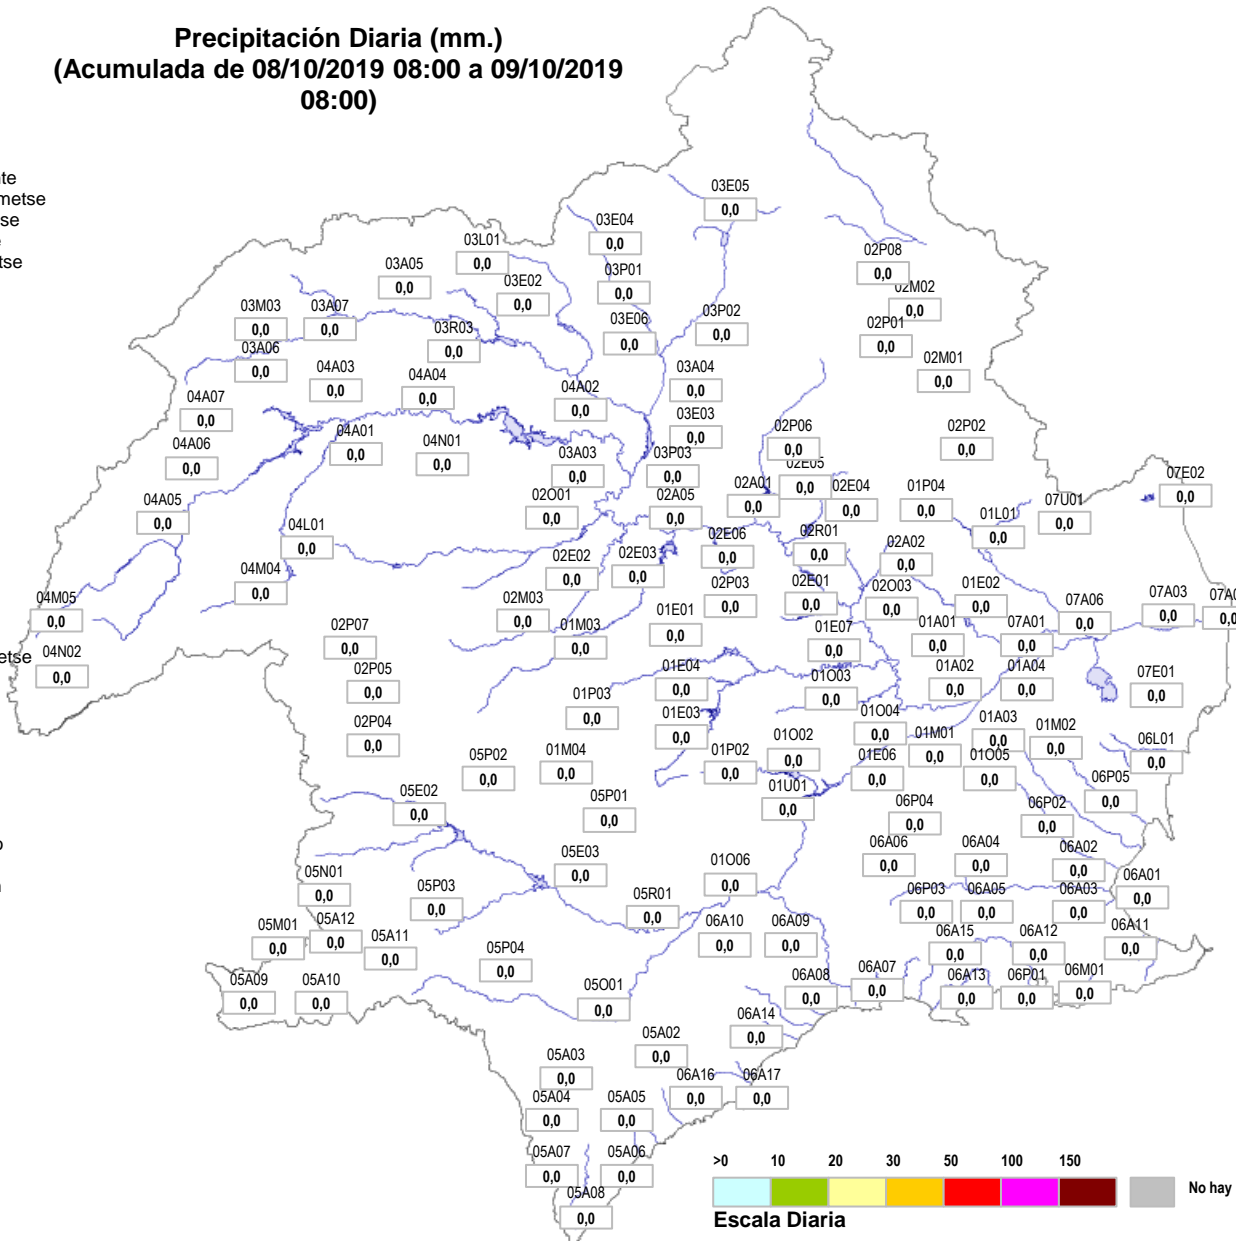 Precipitación Diaria (mm.)
(Acumulada de 08/10/2019 08:00 a 09/10/2019
08:00)
03E05
0,0
03E04
0,0
03L01
0,0
02P08
0,0
03A05
0,0
03P01
0,0
03E02
0,0
02M02
0,0
03M03
0,0
03A07
0,0
03P02
0,0
03E06
0,0
03R03
0,0
02P01
0,0
03A06
0,0
02M01
0,0
04A03
0,0
04A04
0,0
03A04
0,0
04A02
0,0
04A07
0,0
03E03
0,0
04A01
0,0
04N01
0,0
02P06
0,0
02P02
0,0
04A06
0,0
03A03
0,0
03P03
0,0
02E05
0,0
07E02
0,0
02A01
0,0
02E04
0,0
01P04
0,0
04A05
0,0
02O01
0,0
02A05
0,0
07U01
0,0
01L01
0,0
04L01
0,0
02E06
0,0
02R01
0,0
02A02
0,0
02E02
0,0
02E03
0,0
04M04
0,0
02P03
0,0
02E01
0,0
02O03
0,0
01E02
0,0
07A06
0,0
07A03
0,0
07A0
0,0
04M05
0,0
02M03
0,0
01E01
0,0
02P07
0,0
01M03
0,0
01E07
0,0
01A01
0,0
07A01
0,0
etse
04N02
0,0
02P05
0,0
01E04
0,0
01O03
0,0
01A02
0,0
01A04
0,0
07E01
0,0
01P03
0,0
01E03
0,0
01O04
0,0
01A03
0,0
01M02
0,0
02P04
0,0
01M01
0,0
01O02
0,0
06L01
0,0
05P02
0,0
01M04
0,0
01P02
0,0
01E06
0,0
01O05
0,0
06P05
0,0
05E02
0,0
05P01
0,0
01U01
0,0
06P04
0,0
06P02
0,0
05E03
0,0
01O06
0,0
06A06
0,0
06A04
0,0
06A02
0,0
05N01
0,0
05P03
0,0
05R01
0,0
06P03
0,0
06A05
0,0
06A03
0,0
06A01
0,0
05M01
0,0
05A12
0,0
05A11
0,0
06A10
0,0
06A09
0,0
06A15
0,0
06A12
0,0
06A11
0,0
05P04
0,0
05A09
0,0
05A10
0,0
05O01
0,0
06A08
0,0
06A07
0,0
06A13
0,0
06P01
0,0
06M01
0,0
06A14
0,0
05A02
0,0
05A03
0,0
06A16
0,0
06A17
0,0
05A04
0,0
05A05
0,0
05A07
0,0
05A06
0,0
05A08
0,0
>0 10 20 30 50 100 150
No hay
Escala Diaria